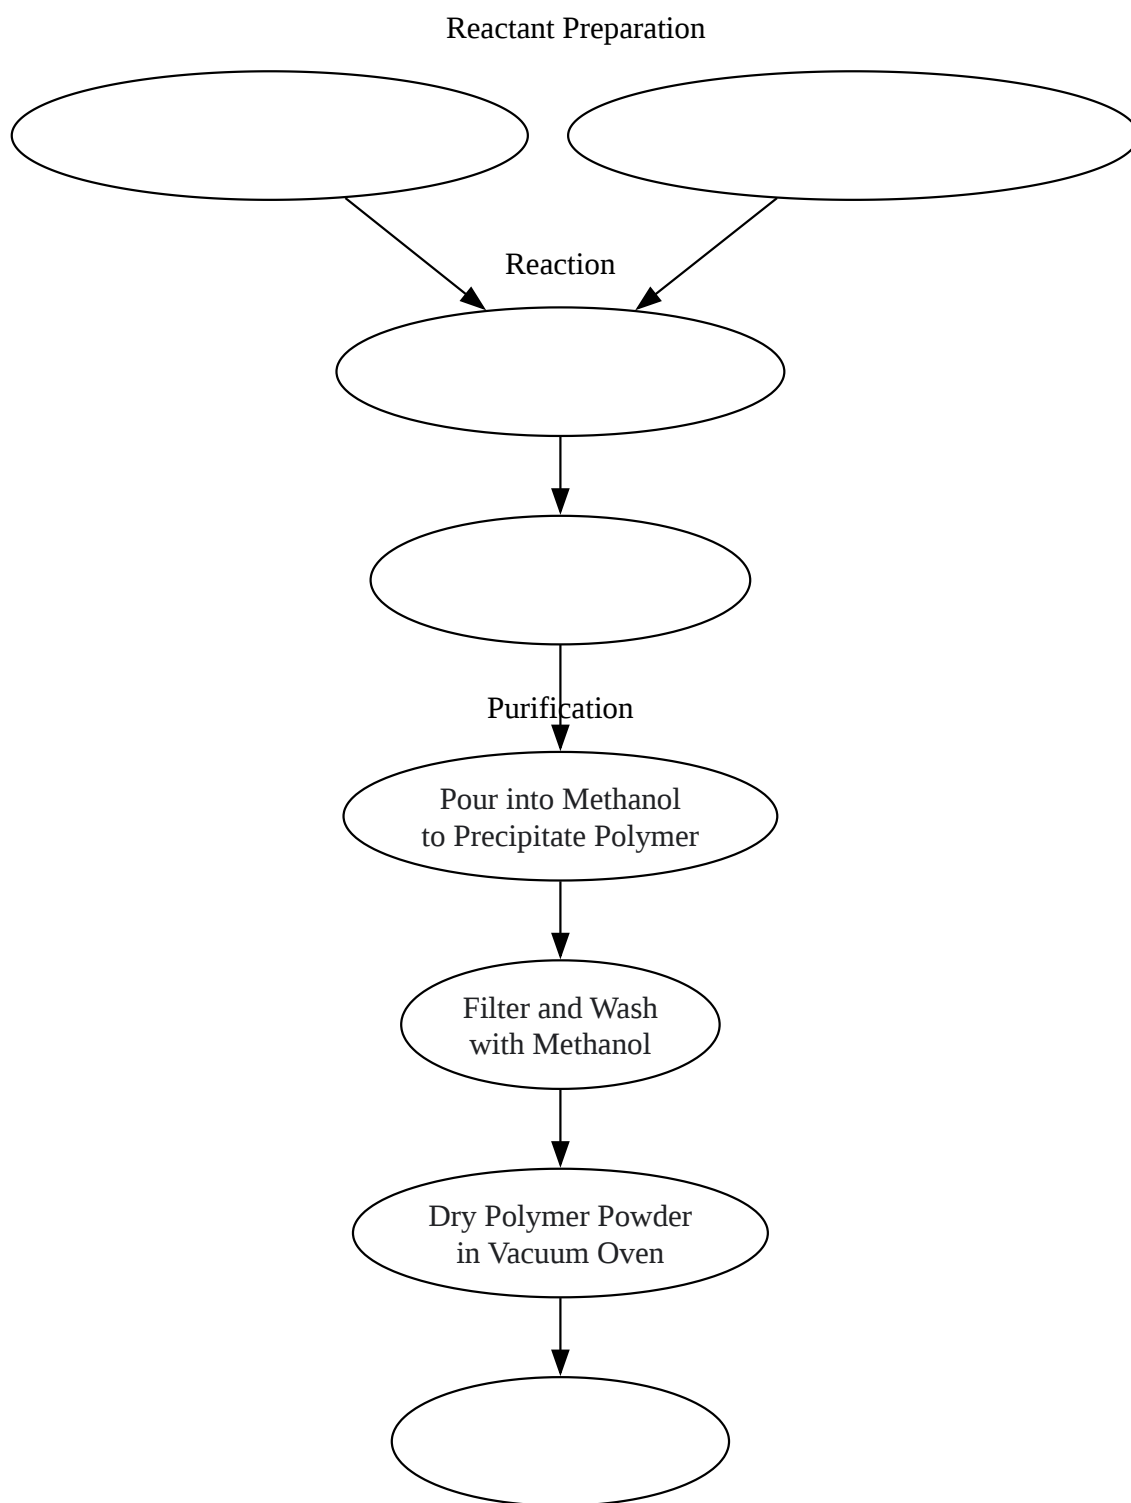 Reactant Preparation
Reaction
Purification
Pour into Methanol
to Precipitate Polymer
Filter and Wash
with Methanol
Dry Polymer Powder
in Vacuum Oven